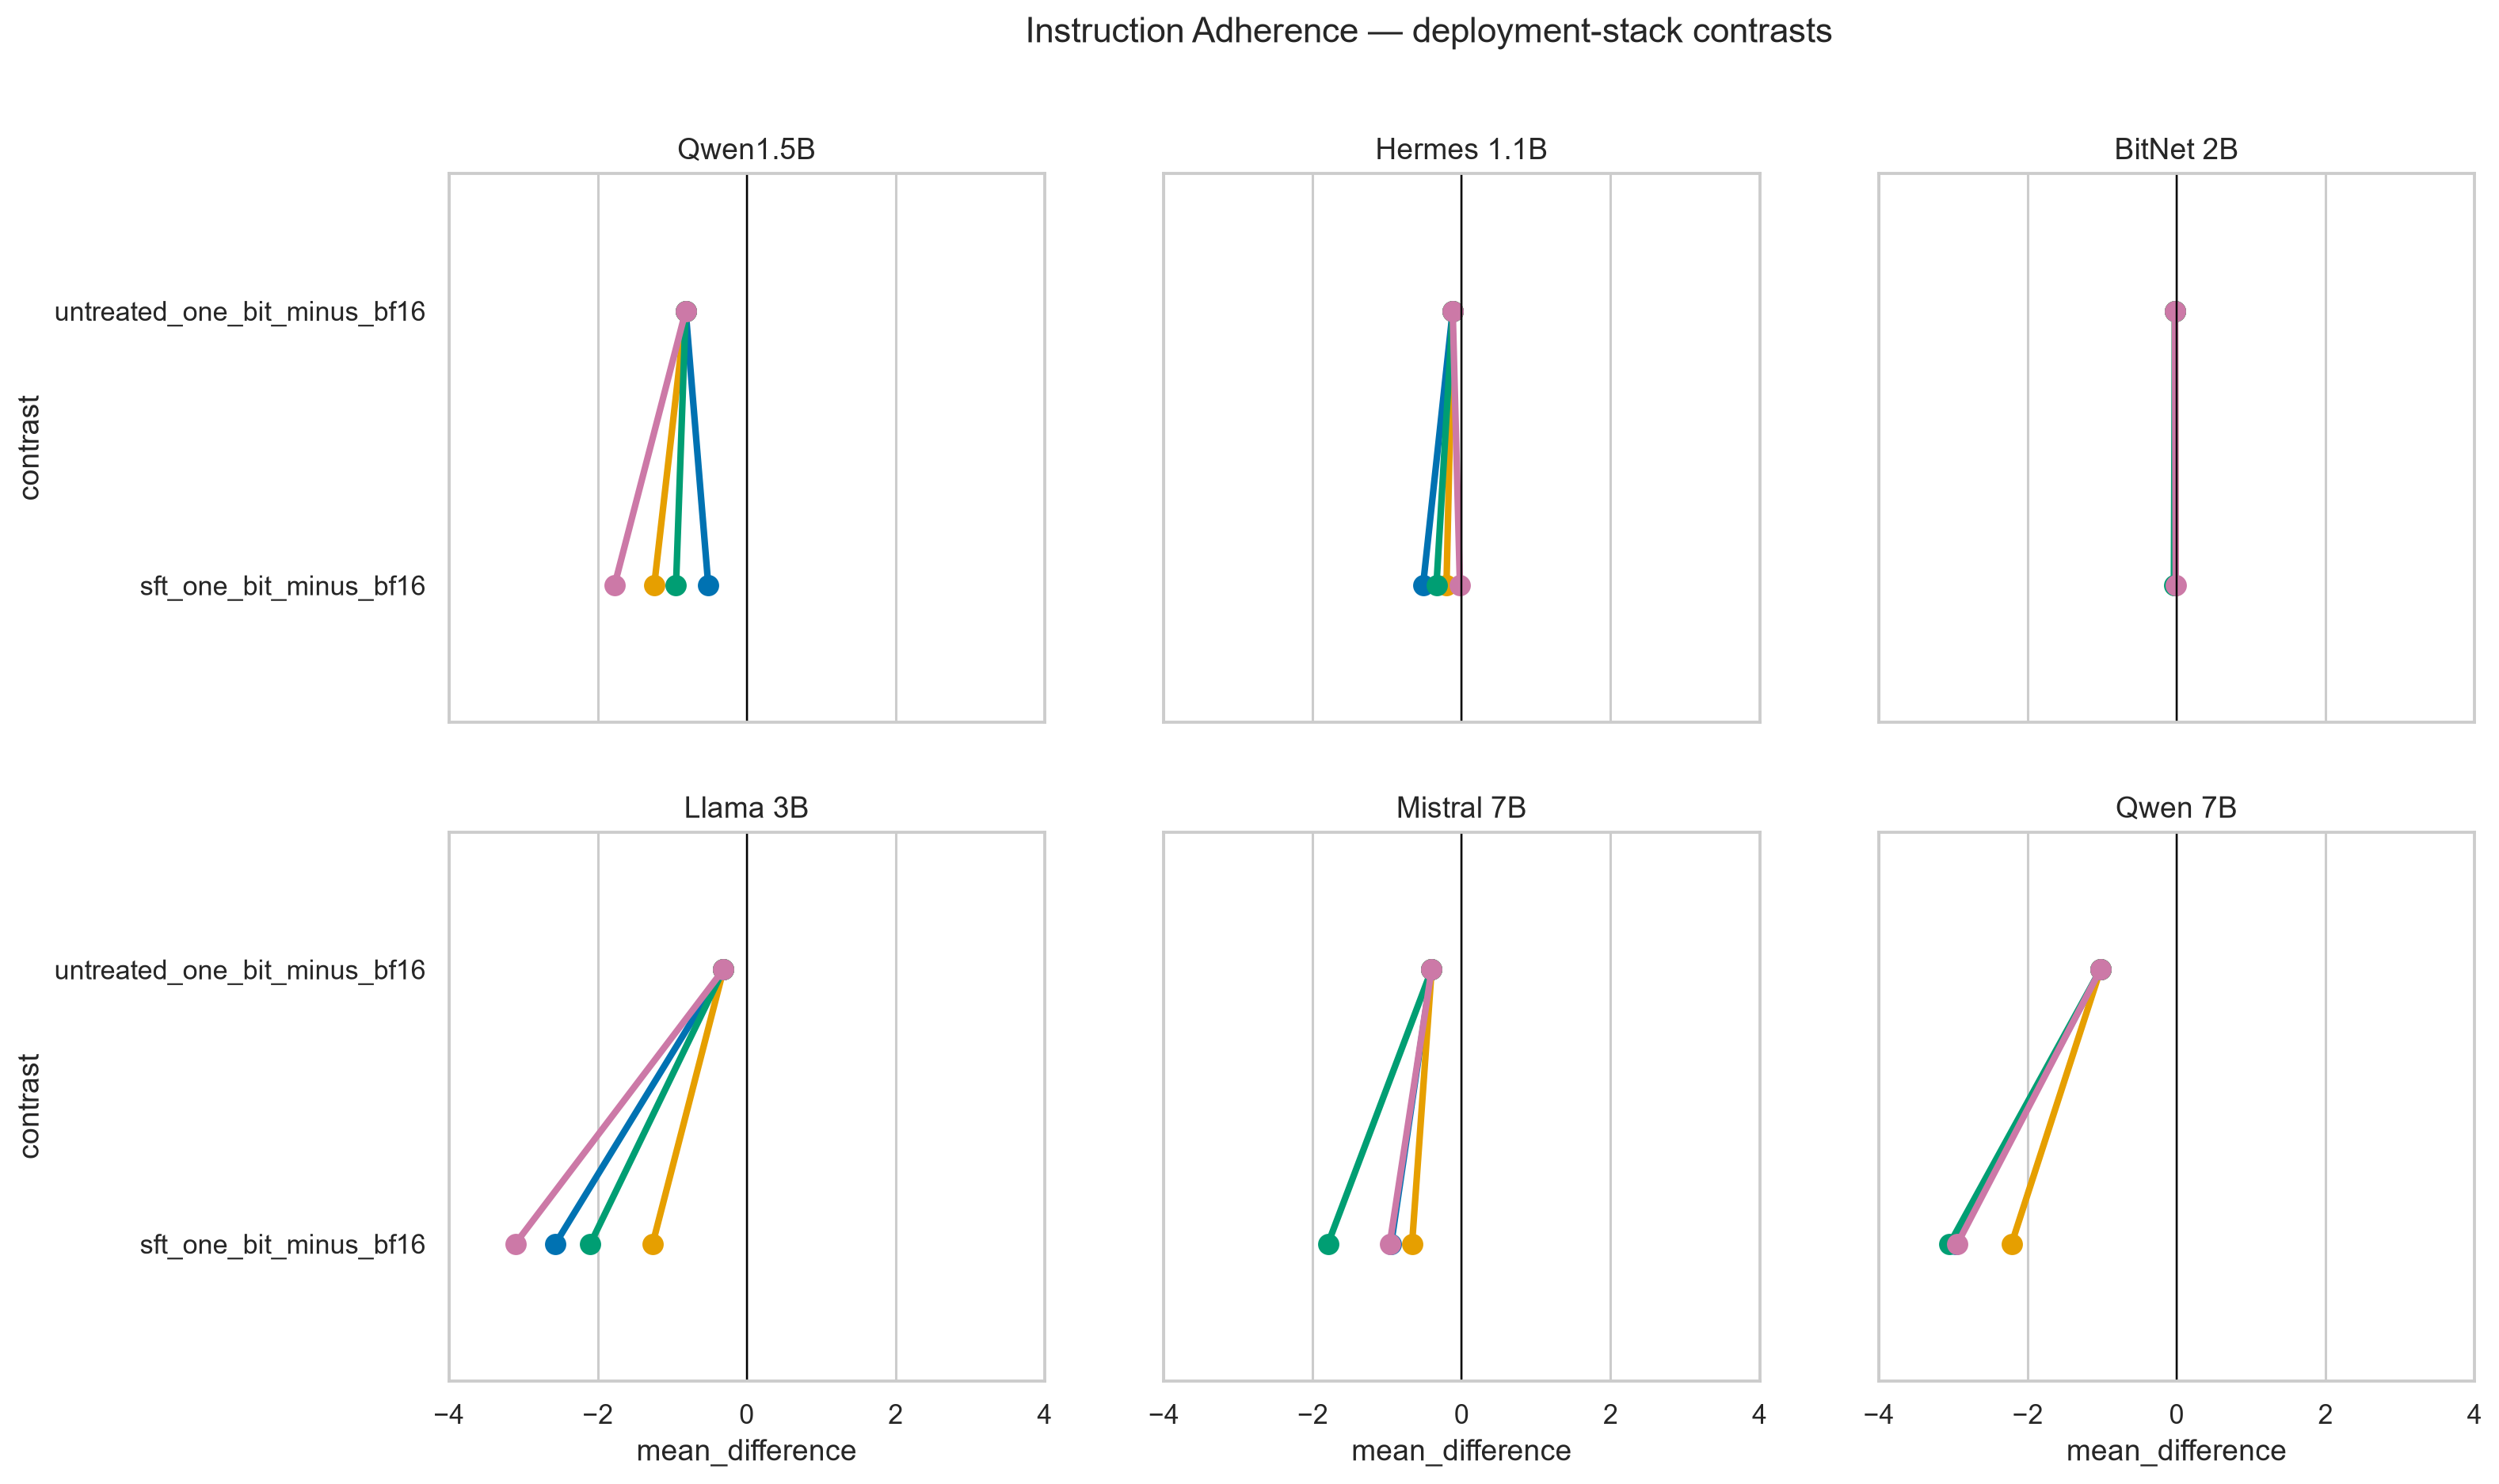 Instruction Adherence — deployment-stack contrasts
Qwen1.5B
Hermes 1.1B
BitNet 2B
untreated_one_bit_minus_bf16
contrast
sft_one_bit_minus_bf16
Llama 3B
Mistral 7B
Qwen 7B
untreated_one_bit_minus_bf16
contrast
sft_one_bit_minus_bf16
−4 −2 0 2 4
−4 −2 0 2 4
−4 −2 0 2 4
mean_difference
mean_difference
mean_difference